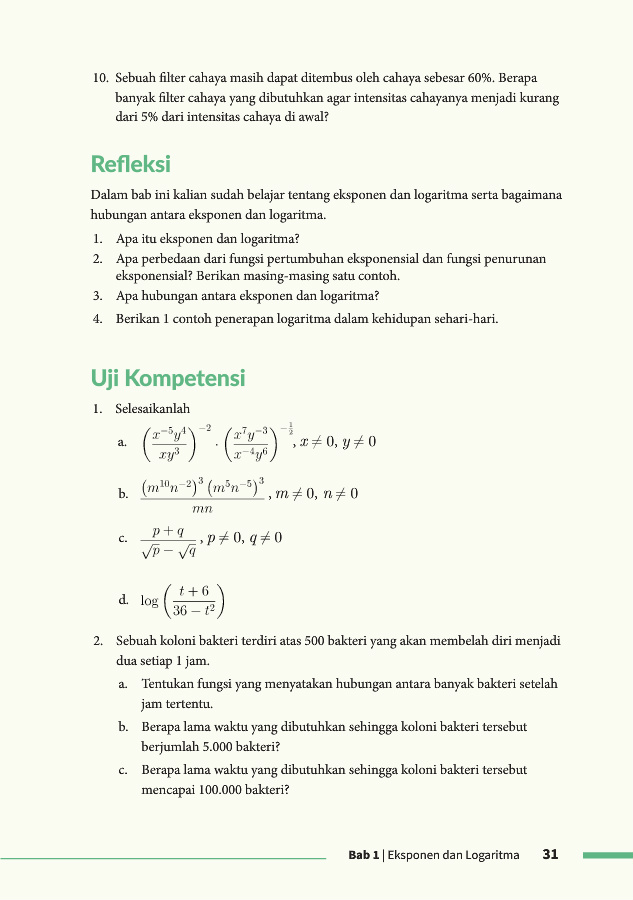 10. Sebuah filter cahaya masih dapat ditembus oleh cahaya sebesar 60%. Berapa
banyak filter cahaya yang dibutuhkan agar intensitas cahayanya menjadi kurang
dari 5% dari intensitas cahaya di awal?
Refleksi
Dalam bab ini kalian sudah belajar tentang eksponen dan logaritma serta bagaimana
hubungan antara eksponen dan logaritma.
1. Apa itu eksponen dan logaritma?
2. Apa perbedaan dari fungsi pertumbuhan eksponensial dan fungsi penurunan
eksponensial? Berikan masing-masing satu contoh.
3. Apa hubungan antara eksponen dan logaritma?
4. Berikan 1 contoh penerapan logaritma dalam kehidupan sehari-hari.
Uji Kompetensi
1. Selesaikanlah
a. $\left(\frac{x^{-5}y^{4}}{xy^{3}}\right)^{-2} \cdot \left(\frac{x^{7}y^{-3}}{x^{-4}y^{6}}\right)^{-\frac{1}{2}}, x \neq 0, y \neq 0$
b. $\frac{(m^{10}n^{-2})^{3}(m^{5}n^{-5})^{3}}{mn}, m \neq 0, n \neq 0$
c. $\frac{p+q}{\sqrt{p}-\sqrt{q}}, p \neq 0, q \neq 0$
d. $\log\left(\frac{t+6}{36-t^{2}}\right)$
2. Sebuah koloni bakteri terdiri atas 500 bakteri yang akan membelah diri menjadi
dua setiap 1 jam.
a. Tentukan fungsi yang menyatakan hubungan antara banyak bakteri setelah
jam tertentu.
b. Berapa lama waktu yang dibutuhkan sehingga koloni bakteri tersebut
berjumlah 5.000 bakteri?
c. Berapa lama waktu yang dibutuhkan sehingga koloni bakteri tersebut
mencapai 100.000 bakteri?
Bab 1 | Eksponen dan Logaritma 31